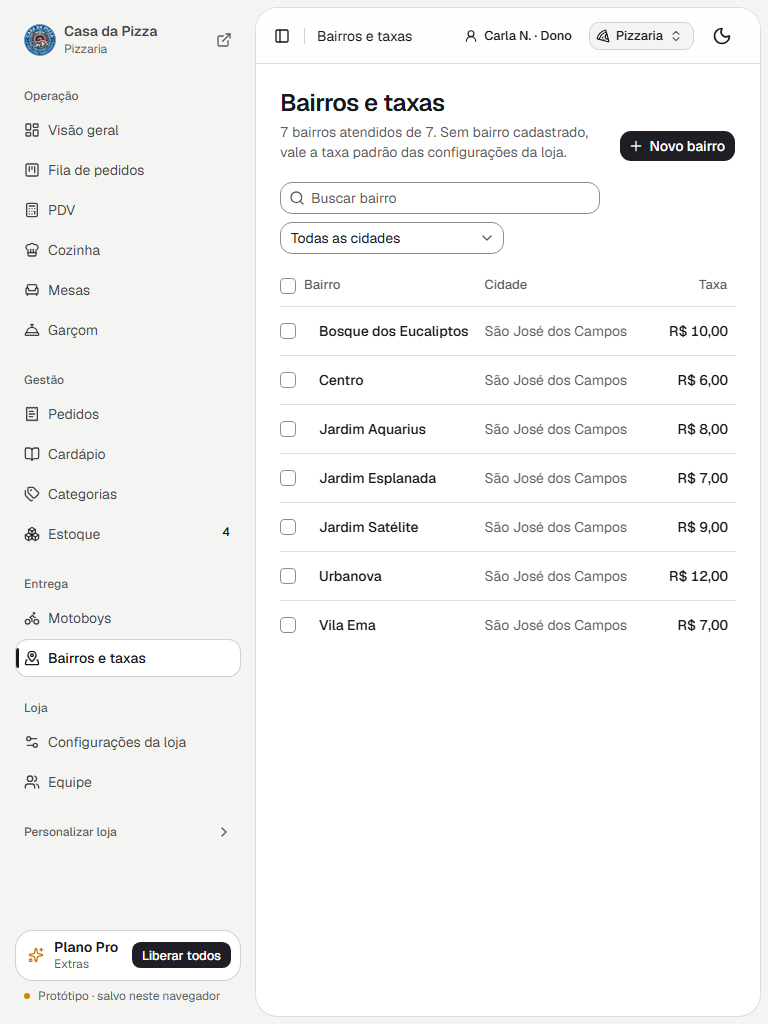 Casa da Pizza
Pizzaria
Operação
Visão geral
Fila de pedidos
PDV
Cozinha
Mesas
Garçom
Gestão
Pedidos
Cardápio
Categorias
Estoque 4
Entrega
Motoboys
Bairros e taxas
Loja
Configurações da loja
Equipe
Personalizar loja
Plano Pro
Extras
Liberar todos
Protótipo · salvo neste navegador
Bairros e taxas
Carla N. · Dono
Pizzaria
Bairros e taxas
7 bairros atendidos de 7. Sem bairro cadastrado,
vale a taxa padrão das configurações da loja.
Novo bairro
Buscar bairro
Todas as cidades
Bairro Cidade Taxa
Bosque dos Eucaliptos São José dos Campos R$ 10,00
Centro São José dos Campos R$ 6,00
Jardim Aquarius São José dos Campos R$ 8,00
Jardim Esplanada São José dos Campos R$ 7,00
Jardim Satélite São José dos Campos R$ 9,00
Urbanova São José dos Campos R$ 12,00
Vila Ema São José dos Campos R$ 7,00